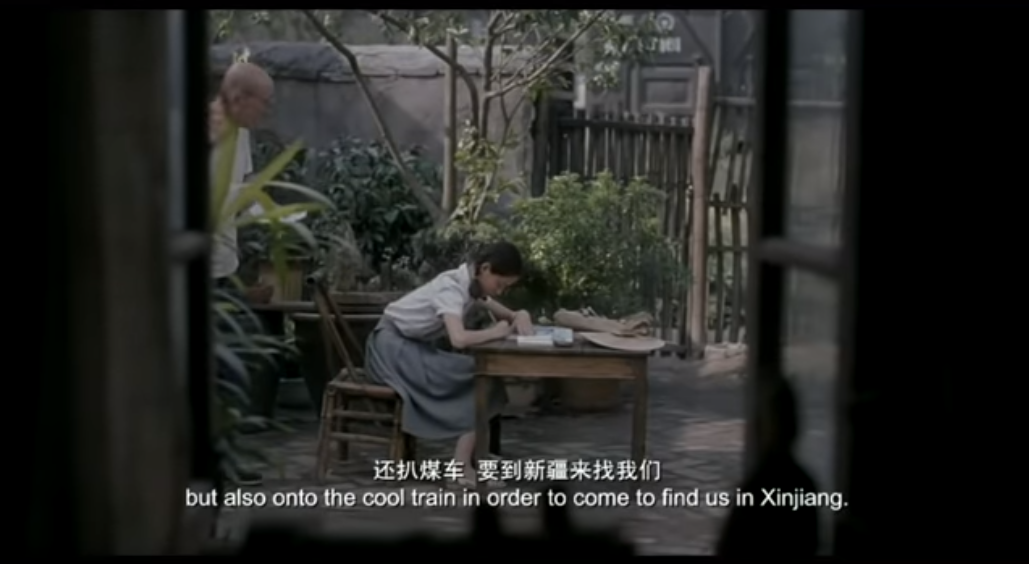 还扒煤车 要到新疆来找我们
but also onto the cool train in order to come to find us in Xinjiang.